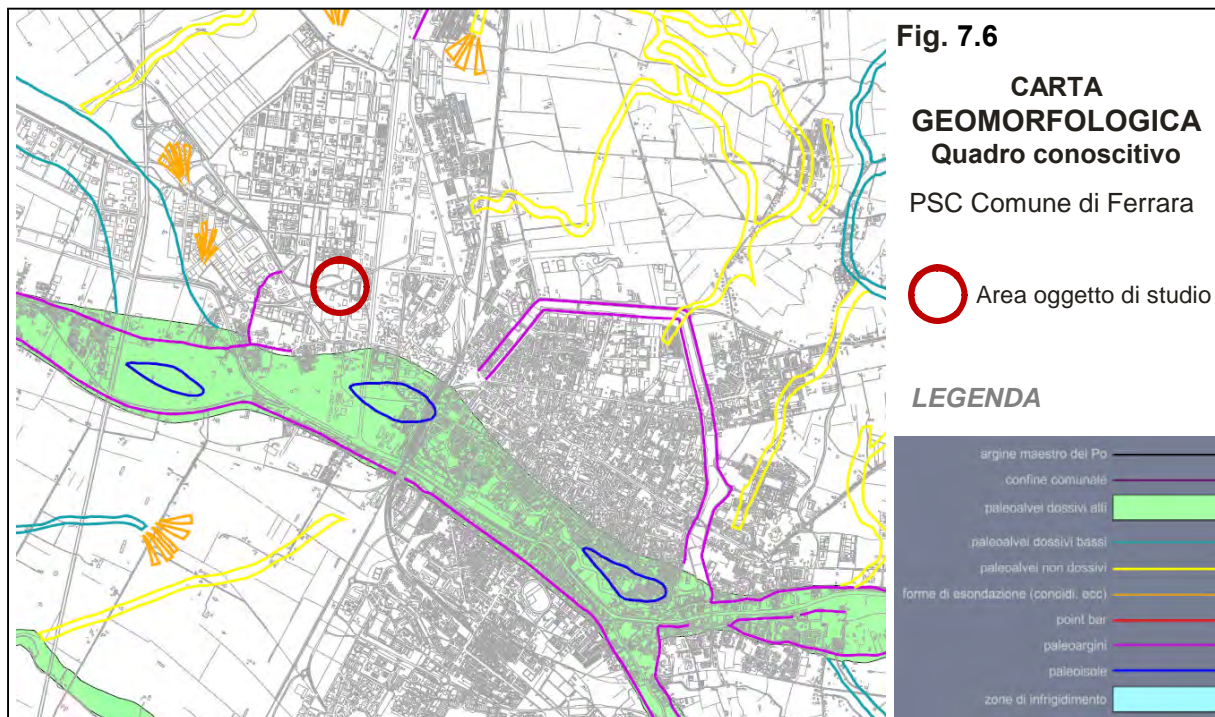 Fig. 7.6
CARTA
GEOMORFOLOGICA
Quadro conoscitivo
PSC Comune di Ferrara
Area oggetto di studio
LEGENDA
argine maestro del Po
confine comunale
paleoalvei dossivi alti
paleoalvei dossivi bassi
paleoalvei non dossivi
forme di esondazione (conoidi, ecc)
point bar
paleoargini
paleoisole
zone di infrigidimento